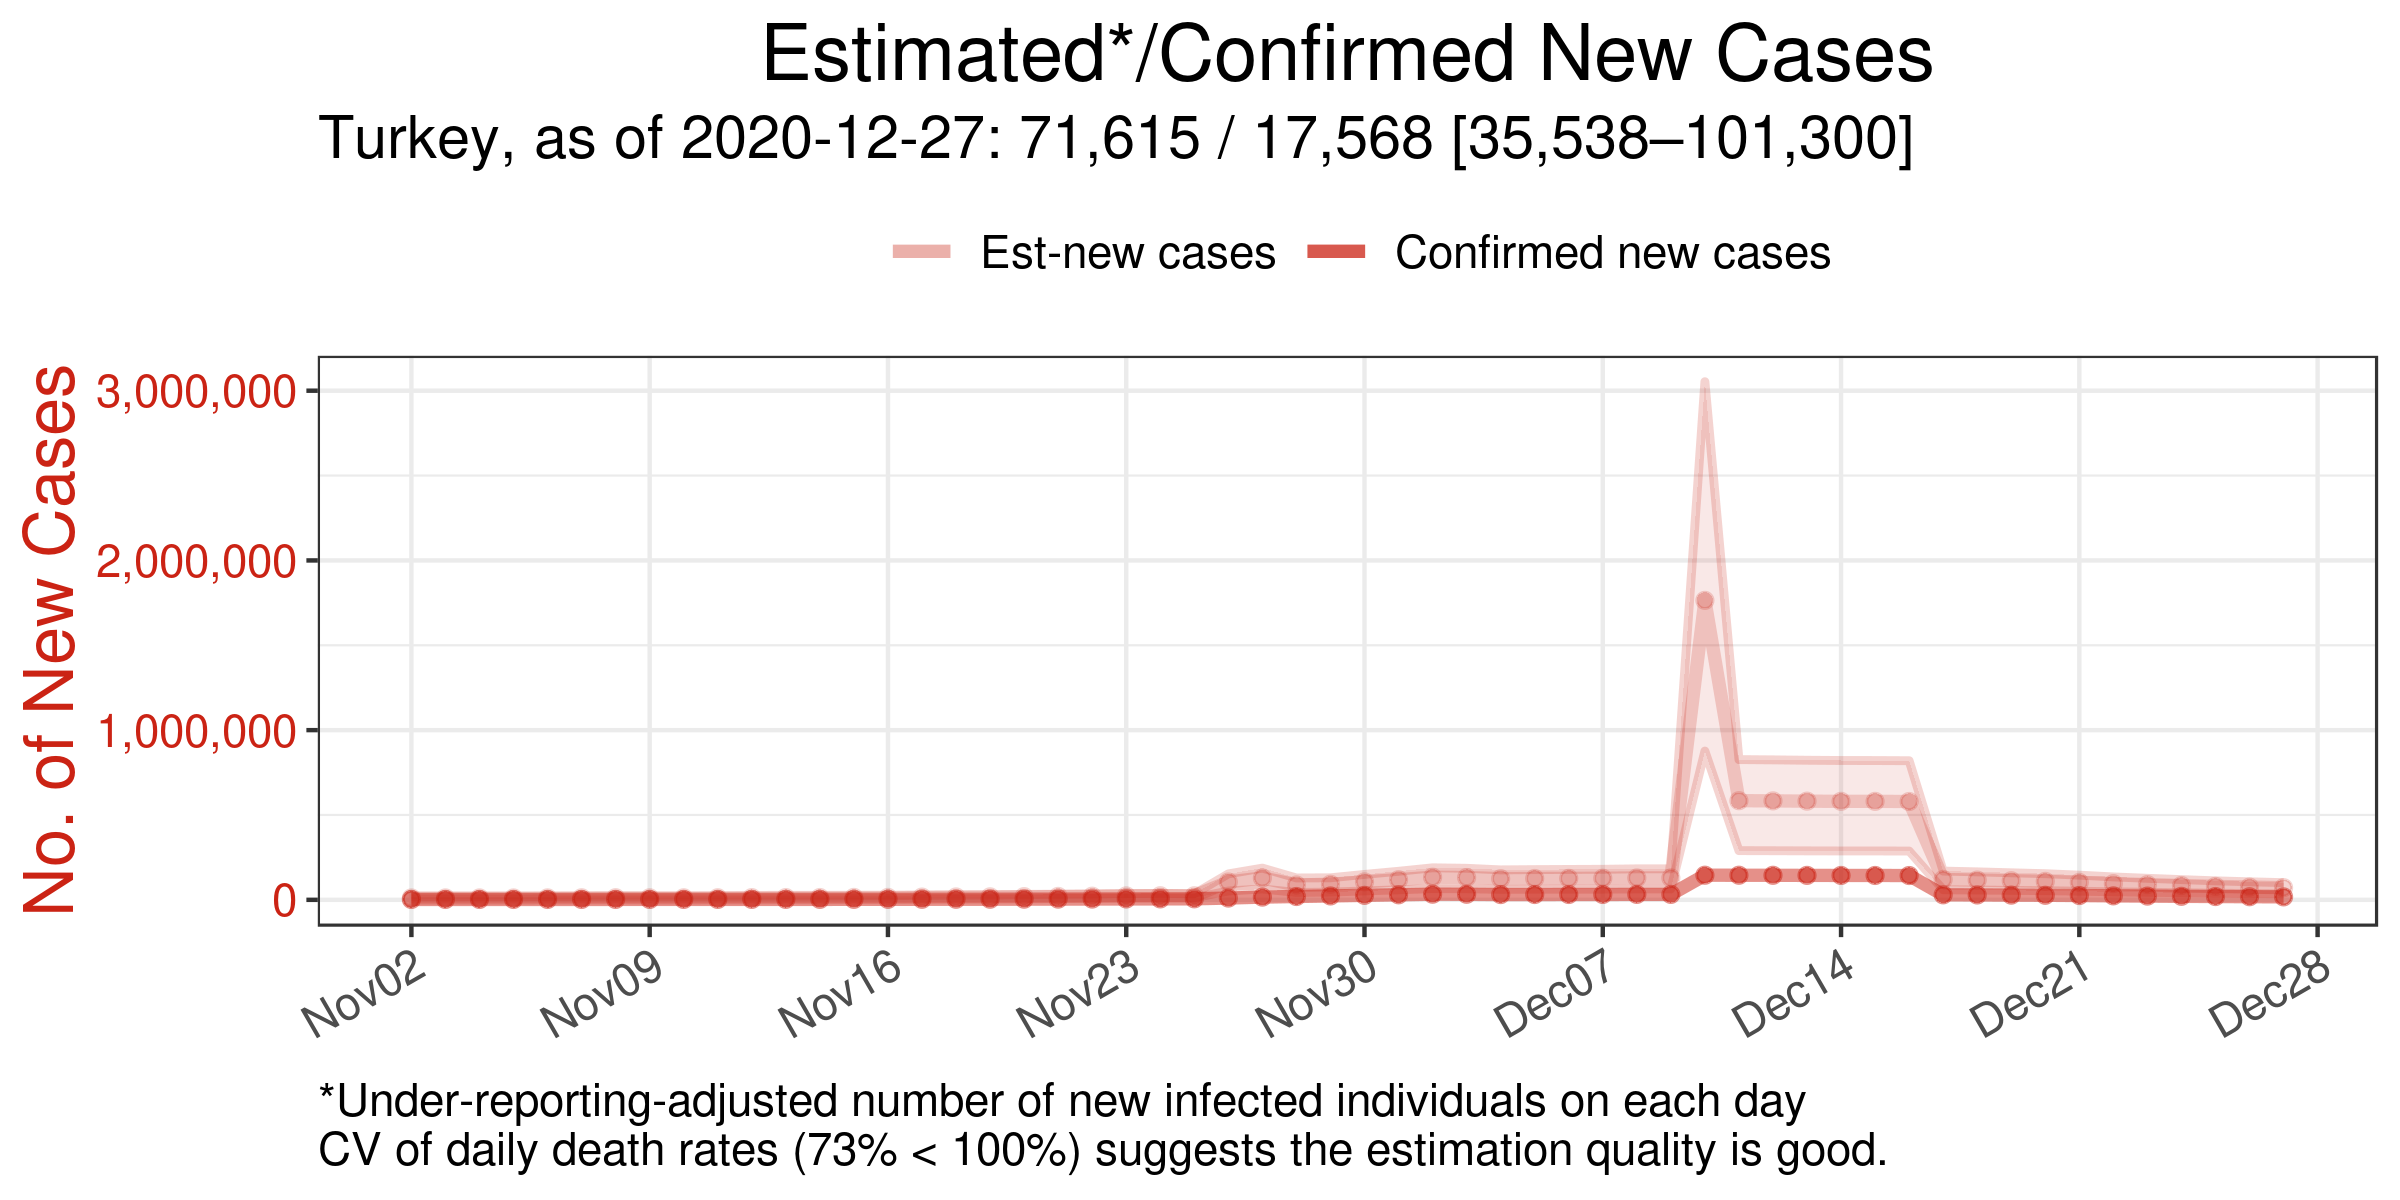 Estimated*/Confirmed New Cases
Turkey, as of 2020-12-27: 71,615 / 17,568 [35,538–101,300]
Est-new cases Confirmed new cases
No. of New Cases
3,000,000
2,000,000
1,000,000
0
Nov02 Nov09 Nov16 Nov23 Nov30 Dec07 Dec14 Dec21 Dec28
*Under-reporting-adjusted number of new infected individuals on each day
CV of daily death rates (73% < 100%) suggests the estimation quality is good.